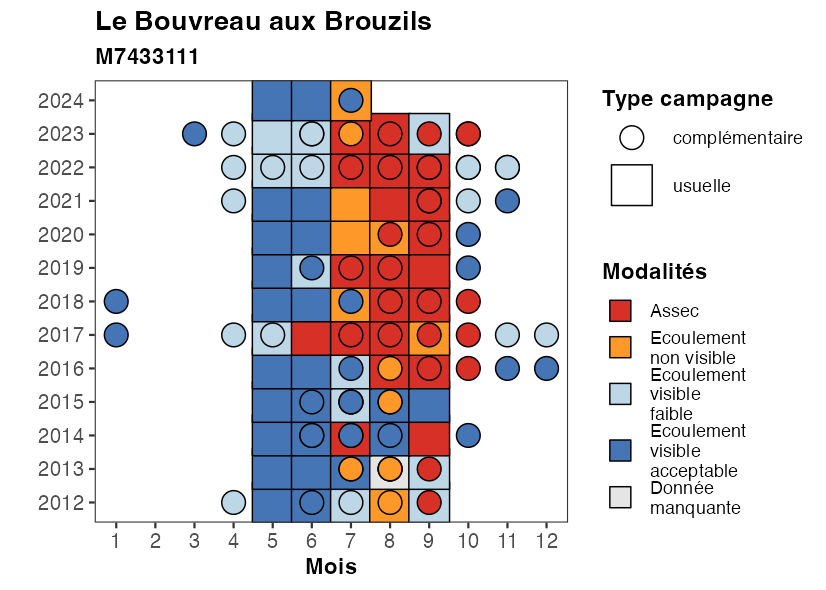 Le Bouvreau aux Brouzils
M7433111
2024
2023
2022
2021
2020
2019
2018
2017
2016
2015
2014
2013
2012
1 2 3 4 5 6 7 8 9 10 11 12
Mois
Type campagne
complémentaire
usuelle
Modalités
Assec
Ecoulement
non visible
Ecoulement
visible
faible
Ecoulement
visible
acceptable
Donnée
manquante